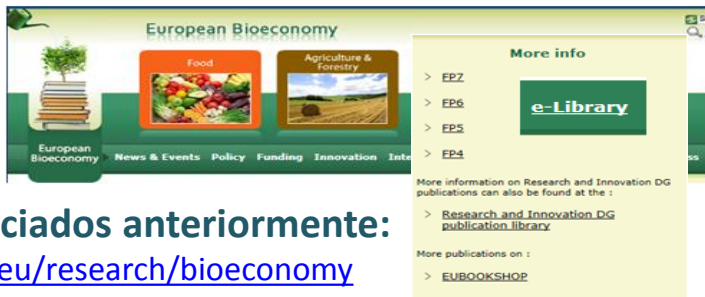 European Bioeconomy
Food
Agriculture &
Forestry
European
Bioeconomy
News & Events Policy Funding Innovation
More info
> FP7
> FP6
> FP5
> FP4
e-Library
More information on Research and Innovation DG
publications can also be found at the :
> Research and Innovation DG
publication library
More publications on :
> EUBOOKSHOP
ciados anteriormente:
eu/research/bioeconomy